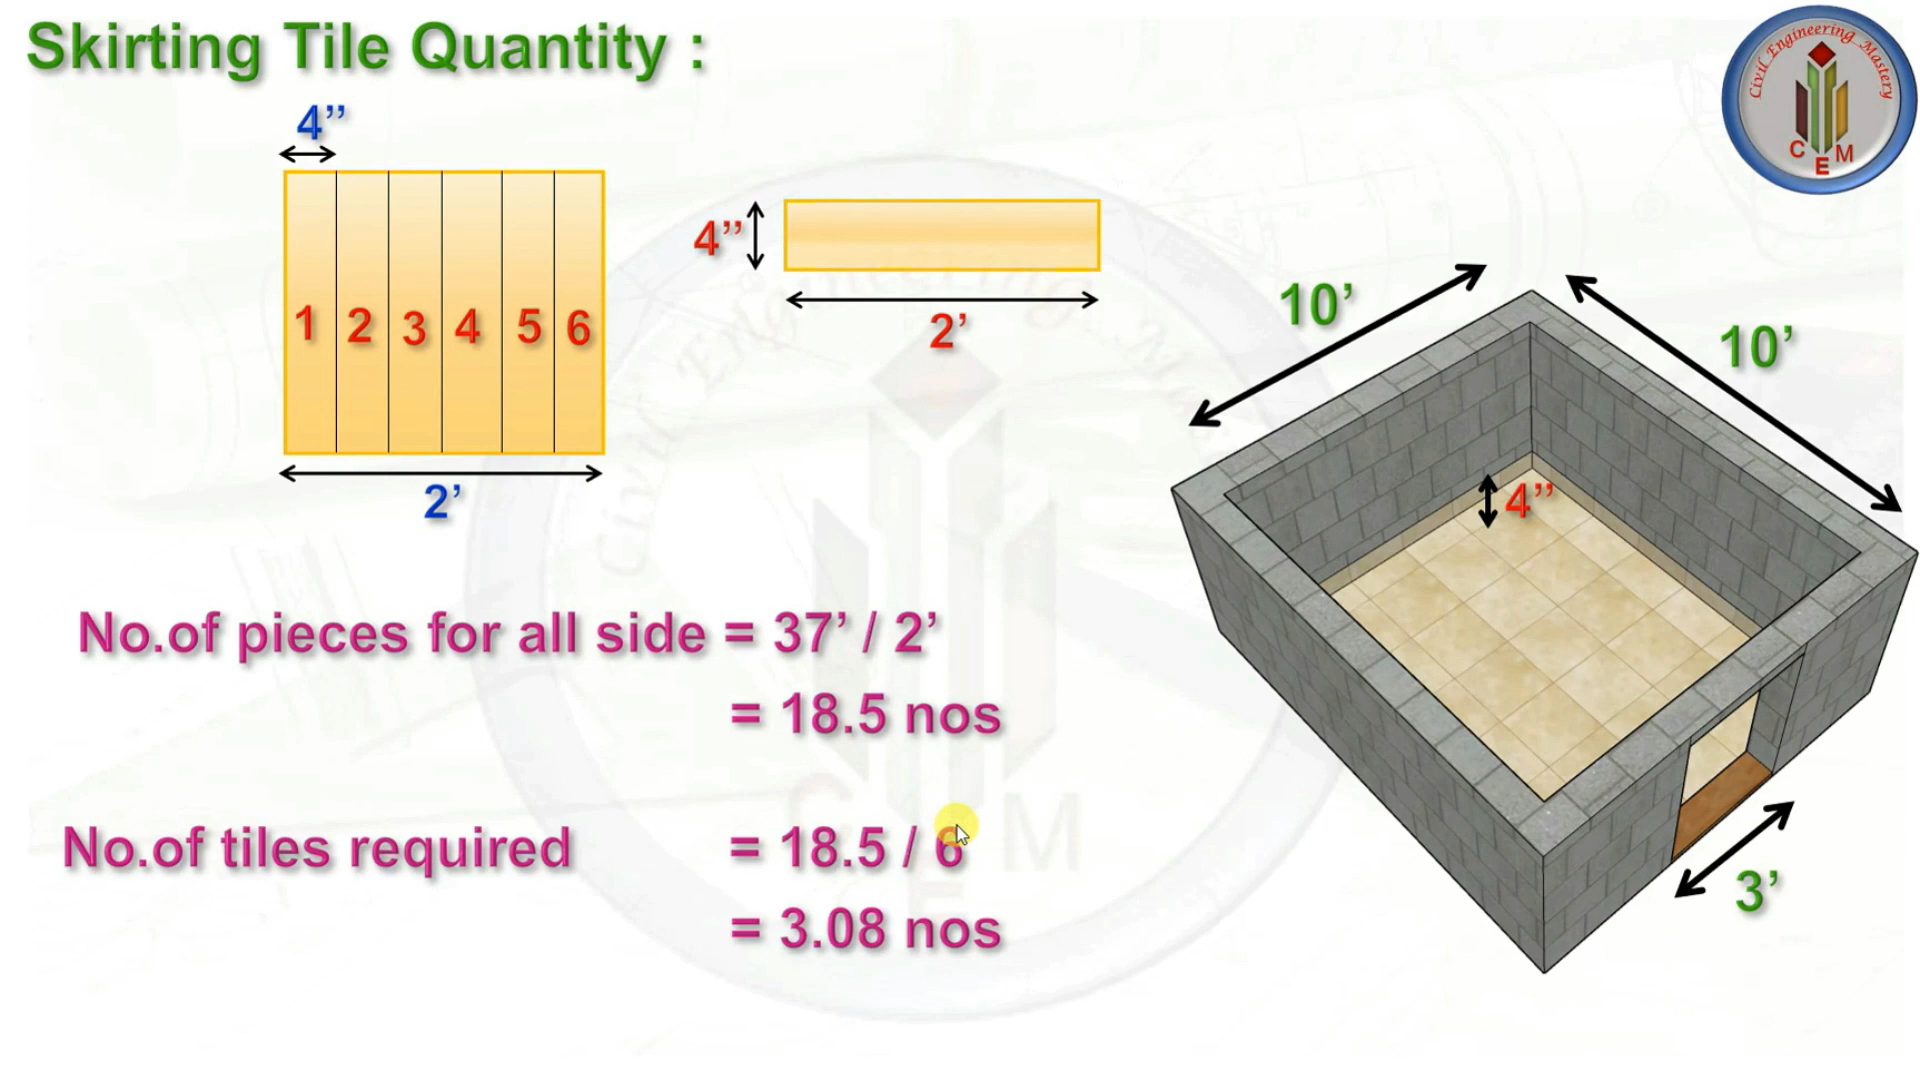 Skirting Tile Quantity :
Civil_Engineering_Mastery
C E M
4’’
1 2 3 4 5 6
2’
4’’
2’
10’
10’
4’’
3’
No.of pieces for all side = 37’ / 2’
= 18.5 nos
No.of tiles required = 18.5 / 6
= 3.08 nos
Civil Engineering Ma
C E M